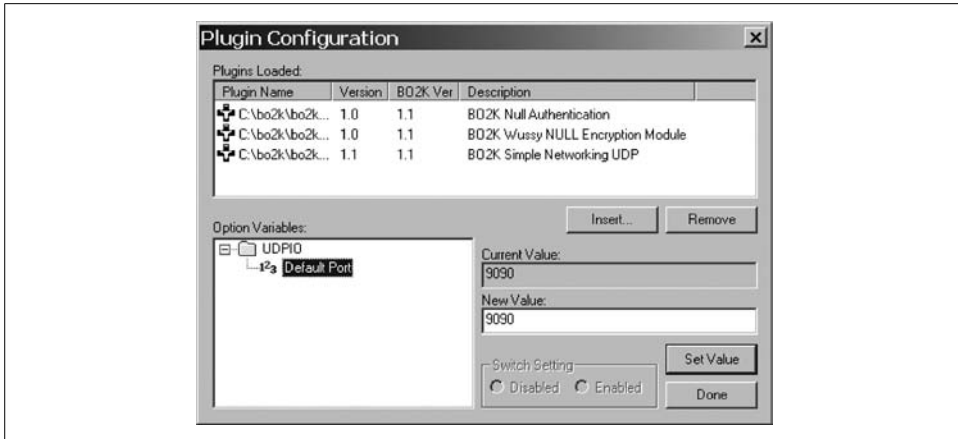 Plugin Configuration
Plugins Loaded:
Plugin Name Version BO2K Ver Description
C:\bo2k\bo2k... 1.0 1.1 BO2K Null Authentication
C:\bo2k\bo2k... 1.0 1.1 BO2K Wussy NULL Encryption Module
C:\bo2k\bo2k... 1.1 1.1 BO2K Simple Networking UDP
Insert... Remove
Option Variables:
UDPIO
123 Default Port
Current Value:
9090
New Value:
9090
Switch Setting
Disabled Enabled
Set Value
Done